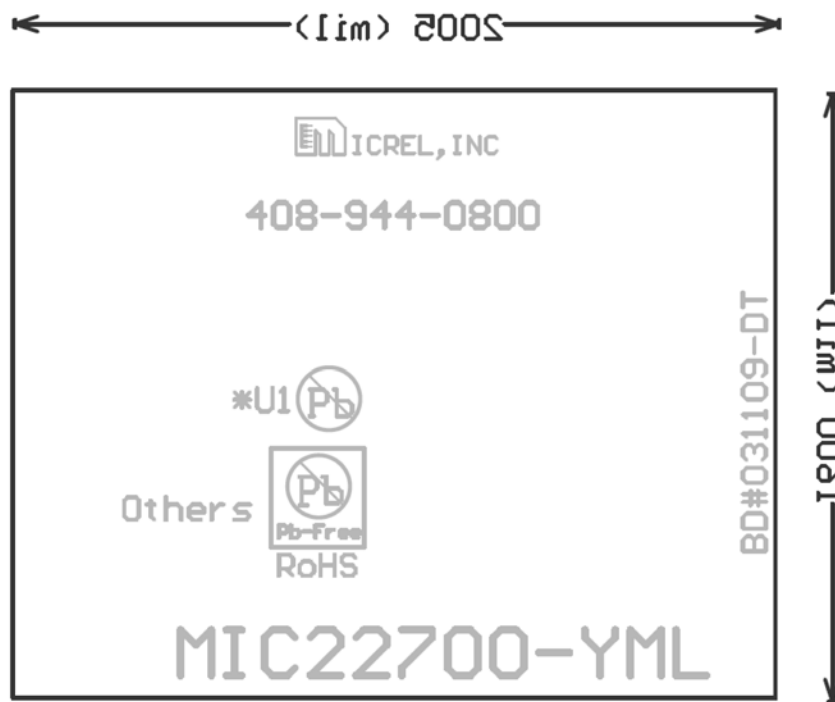 2005 (mil)
MICREL,INC
408-944-0800
1600 (mil)
BD#031109-DT
*U1 Pb
Others Pb
Pb-Free
RoHS
MIC22700-YML